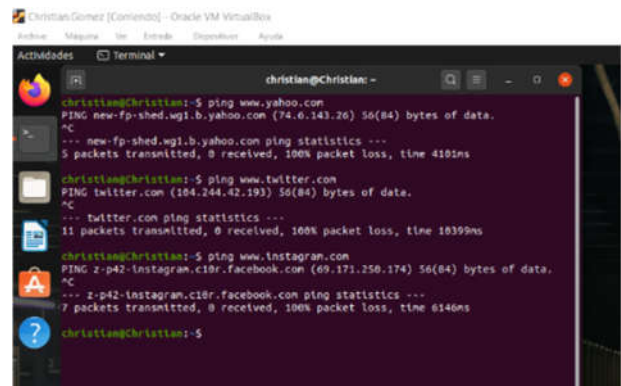 Christian Gomez [Corriendo] - Oracle VM VirtualBox
Archivo Máquina Ver Entrada Dispositivos Ayuda
Actividades Terminal
christian@Christian: ~
christian@Christian:~$ ping www.yahoo.com
PING new-fp-shed.wg1.b.yahoo.com (74.6.143.26) 56(84) bytes of data.
^C
--- new-fp-shed.wg1.b.yahoo.com ping statistics ---
5 packets transmitted, 0 received, 100% packet loss, time 4101ms
christian@Christian:~$ ping www.twitter.com
PING twitter.com (104.244.42.193) 56(84) bytes of data.
^C
--- twitter.com ping statistics ---
11 packets transmitted, 0 received, 100% packet loss, time 10399ms
christian@Christian:~$ ping www.instagram.com
PING z-p42-instagram.c10r.facebook.com (69.171.250.174) 56(84) bytes of data.
^C
--- z-p42-instagram.c10r.facebook.com ping statistics ---
7 packets transmitted, 0 received, 100% packet loss, time 6146ms
christian@Christian:~$